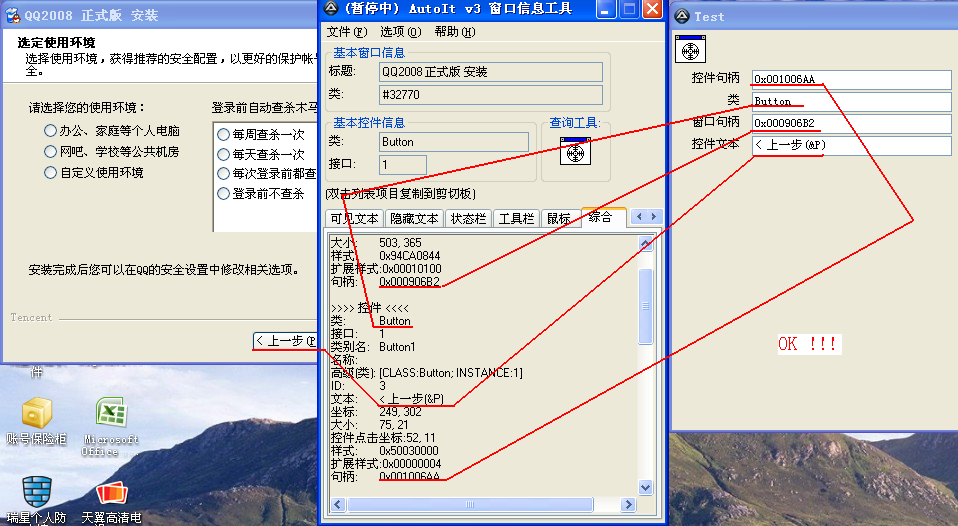 QQ2008 正式版 安装
选定使用环境
选择使用环境，获得推荐的安全配置，以更好的保护帐
全。
请选择您的使用环境：
办公、家庭等个人电脑
网吧、学校等公共机房
自定义使用环境
登录前自动查杀木马
每周查杀一次
每天查杀一次
每次登录前都查
登录前不查杀
安装完成后您可以在QQ的安全设置中修改相关选项。
Tencent
< 上一步(P
件
账号保险柜
Microsoft
Office ...
瑞星个人防
天翼高清电
(暂停中) AutoIt v3 窗口信息工具
文件(F) 选项(O) 帮助(H)
基本窗口信息
标题: QQ2008 正式版 安装
类: #32770
基本控件信息
类: Button
接口: 1
查询工具:
(双击列表项目复制到剪切板)
可见文本 隐藏文本 状态栏 工具栏 鼠标 综合
大小: 503, 365
样式: 0x94CA0844
扩展样式:0x00010100
句柄: 0x000906B2
>>>> 控件 <<<<
类: Button
接口: 1
类别名: Button1
名称:
高级(类): [CLASS:Button; INSTANCE:1]
ID: 3
文本: < 上一步(&P)
坐标: 249, 302
大小: 75, 21
控件点击坐标:52, 11
样式: 0x50030000
扩展样式:0x00000004
句柄: 0x001006AA
Test
控件句柄 0x001006AA
类 Button
窗口句柄 0x000906B2
控件文本 < 上一步(&P)
OK !!!